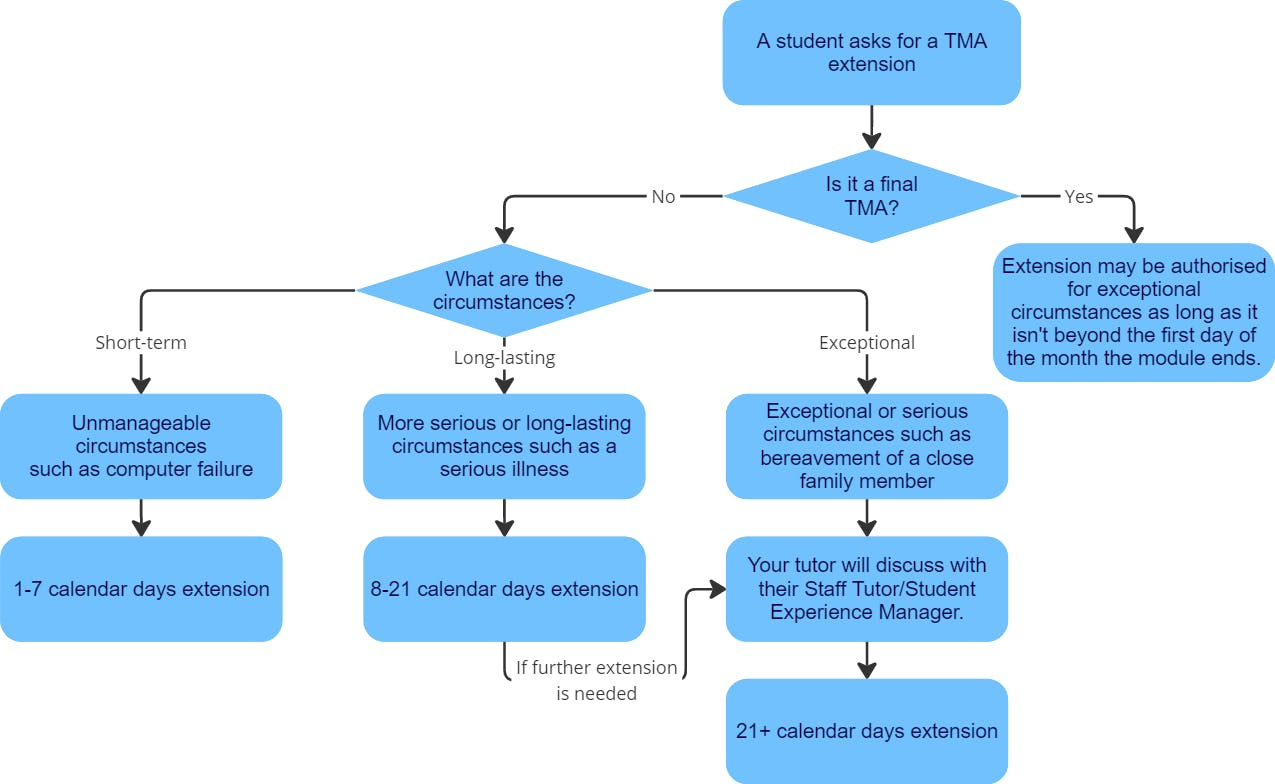 A student asks for a TMA
extension
Is it a final
TMA?
No
Yes
What are the
circumstances?
Extension may be authorised
for exceptional
circumstances as long as it
isn't beyond the first day of
the month the module ends.
Short-term
Long-lasting
Exceptional
Unmanageable
circumstances
such as computer failure
More serious or long-lasting
circumstances such as a
serious illness
Exceptional or serious
circumstances such as
bereavement of a close
family member
1-7 calendar days extension
8-21 calendar days extension
Your tutor will discuss with
their Staff Tutor/Student
Experience Manager.
If further extension
is needed
21+ calendar days extension